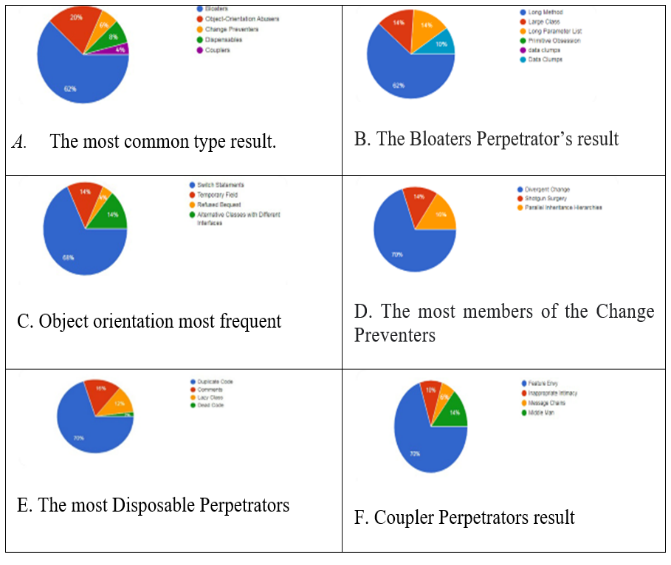 Bloaters
Object-Orientation Abusers
Change Preventers
Dispensables
Couplers
20%
6%
8%
4%
62%
A. The most common type result.
Long Method
Large Class
Long Parameter List
Primitive Obsession
data clumps
Data Clumps
14%
14%
10%
62%
B. The Bloaters Perpetrator’s result
Switch Statements
Temporary Field
Refused Bequest
Alternative Classes with Different
Interfaces
14%
14%
68%
C. Object orientation most frequent
Divergent Change
Shotgun Surgery
Parallel Inheritance Hierarchies
14%
16%
70%
D. The most members of the Change
Preventers
Duplicate Code
Comments
Lazy Class
Dead Code
12%
70%
E. The most Disposable Perpetrators
Feature Envy
Inappropriate Intimacy
Message Chains
Middle Man
10%
14%
70%
F. Coupler Perpetrators result